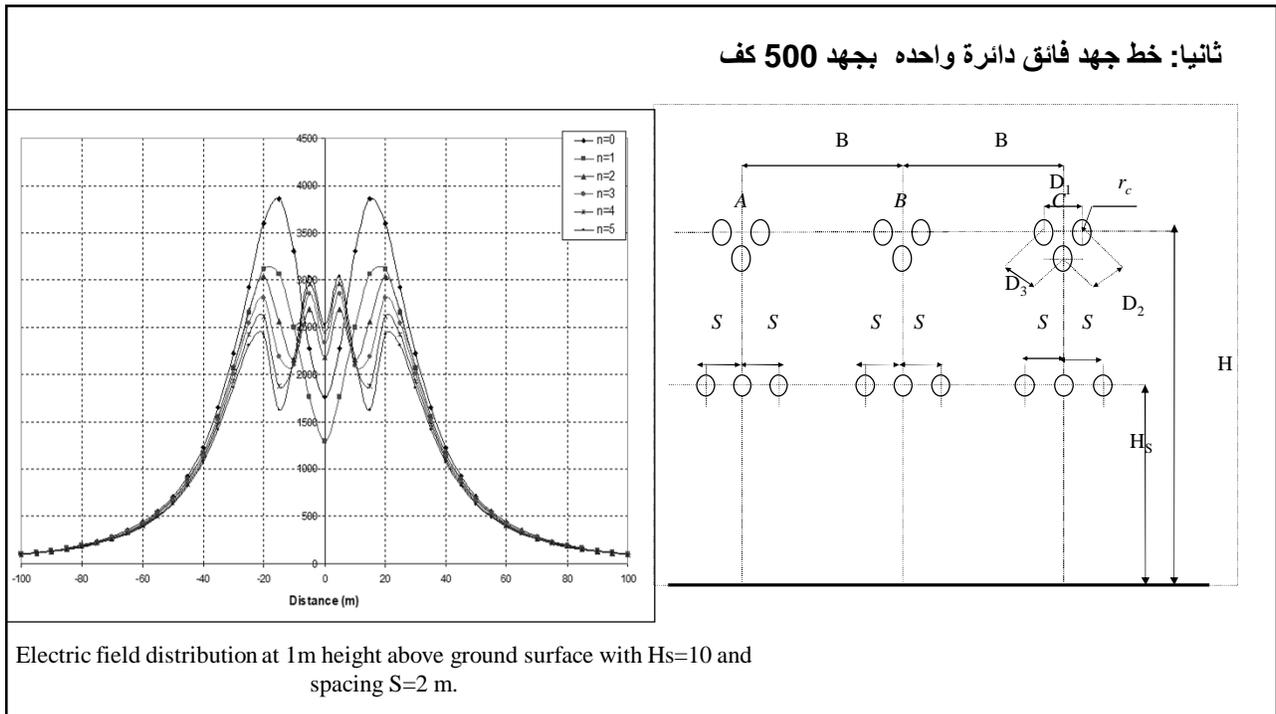 ثانيا: خط جهد فائق دائرة واحده بجهد 500 كف
4500
4000
3500
3000
2500
2000
1500
1000
500
0
n=0
n=1
n=2
n=3
n=4
n=5
-100 -80 -60 -40 -20 0 20 40 60 80 100
Distance (m)
B B
D1 rc
A B C
D3
D2
S S S S S S
H
HS
Electric field distribution at 1m height above ground surface with Hs=10 and
spacing S=2 m.